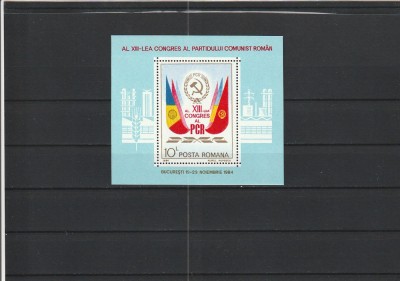 AL XIII-LEA CONGRES AL PARTIDULUI COMUNIST ROMÂN
AL XIII-LEA
CONGRES
AL
PCR
10 L POSTA ROMANA
BUCUREȘTI 19-22 NOIEMBRIE 1984